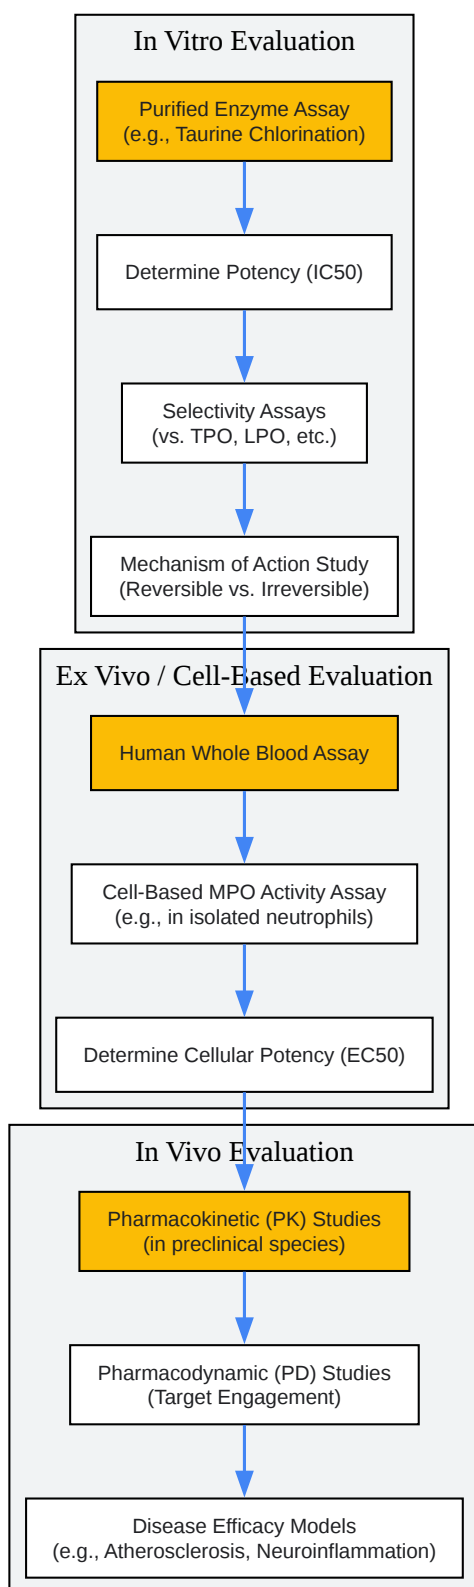 In Vitro Evaluation
Purified Enzyme Assay
(e.g., Taurine Chlorination)
Determine Potency (IC50)
Selectivity Assays
(vs. TPO, LPO, etc.)
Mechanism of Action Study
(Reversible vs. Irreversible)
Ex Vivo / Cell-Based Evaluation
Human Whole Blood Assay
Cell-Based MPO Activity Assay
(e.g., in isolated neutrophils)
Determine Cellular Potency (EC50)
In Vivo Evaluation
Pharmacokinetic (PK) Studies
(in preclinical species)
Pharmacodynamic (PD) Studies
(Target Engagement)
Disease Efficacy Models
(e.g., Atherosclerosis, Neuroinflammation)